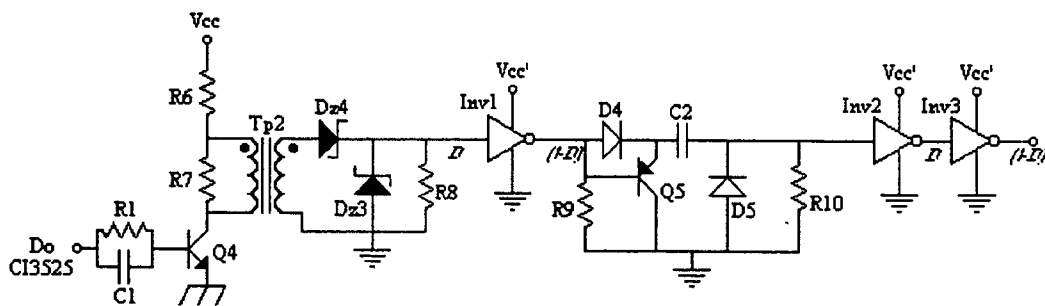 Vcc
R6
R7
Tp2
Dz4
Dz3
R8
D
Inv1
Vcc'
(1-D)
D4
C2
Q5
R9
D5
R10
Inv2
Vcc'
D
Inv3
Vcc'
(1-D)
R1
C1
Do
CI3525
Q4